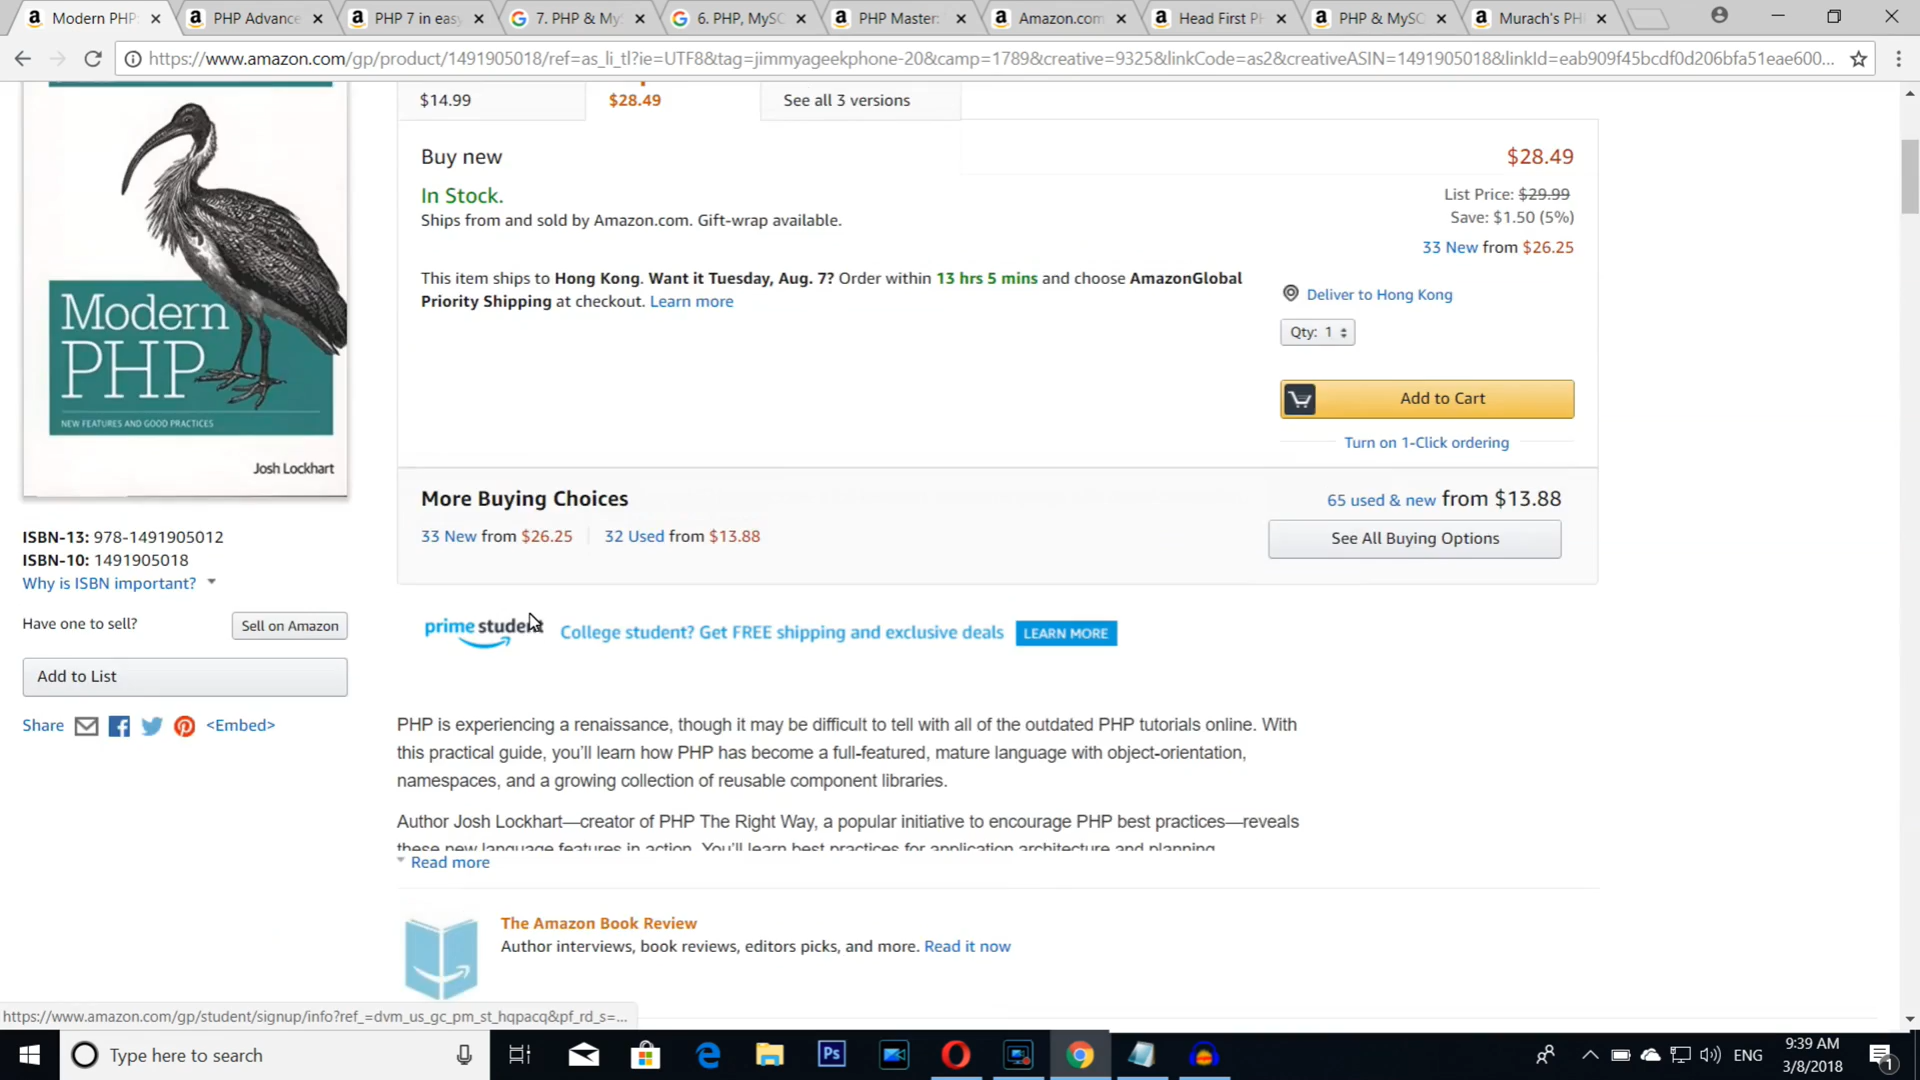 Modern PHP
PHP Advance
PHP 7 in easy
7. PHP & My
6. PHP, MySC
PHP Master:
Amazon.com
Head First P
PHP & MySQ
Murach's PH
https://www.amazon.com/gp/product/1491905018/ref=as_li_tl?ie=UTF8&tag=jimmyageekphone-20&camp=1789&creative=9325&linkCode=as2&creativeASIN=1491905018&linkId=eab909f45bcdf0d206bfa51eae600...
$14.99
$28.49
See all 3 versions
Buy new
$28.49
In Stock.
List Price: $29.99
Ships from and sold by Amazon.com. Gift-wrap available.
Save: $1.50 (5%)
33 New from $26.25
This item ships to Hong Kong. Want it Tuesday, Aug. 7? Order within 13 hrs 5 mins and choose AmazonGlobal
Priority Shipping at checkout. Learn more
Deliver to Hong Kong
Qty: 1
Add to Cart
Turn on 1-Click ordering
Modern
PHP
NEW FEATURES AND GOOD PRACTICES
Josh Lockhart
More Buying Choices
65 used & new from $13.88
33 New from $26.25
32 Used from $13.88
See All Buying Options
ISBN-13: 978-1491905012
ISBN-10: 1491905018
Why is ISBN important?
Have one to sell?
Sell on Amazon
Add to List
Share
<Embed>
prime student
College student? Get FREE shipping and exclusive deals
LEARN MORE
PHP is experiencing a renaissance, though it may be difficult to tell with all of the outdated PHP tutorials online. With
this practical guide, you'll learn how PHP has become a full-featured, mature language with object-orientation,
namespaces, and a growing collection of reusable component libraries.
Author Josh Lockhart—creator of PHP The Right Way, a popular initiative to encourage PHP best practices—reveals
these new language features in action. You'll learn best practices for application architecture and planning,
Read more
The Amazon Book Review
Author interviews, book reviews, editors picks, and more. Read it now
https://www.amazon.com/gp/student/signup/info?ref_=dvm_us_gc_pm_st_hqpacq&pf_rd_s=...
Type here to search
Ps
ENG
9:39 AM
3/8/2018
1